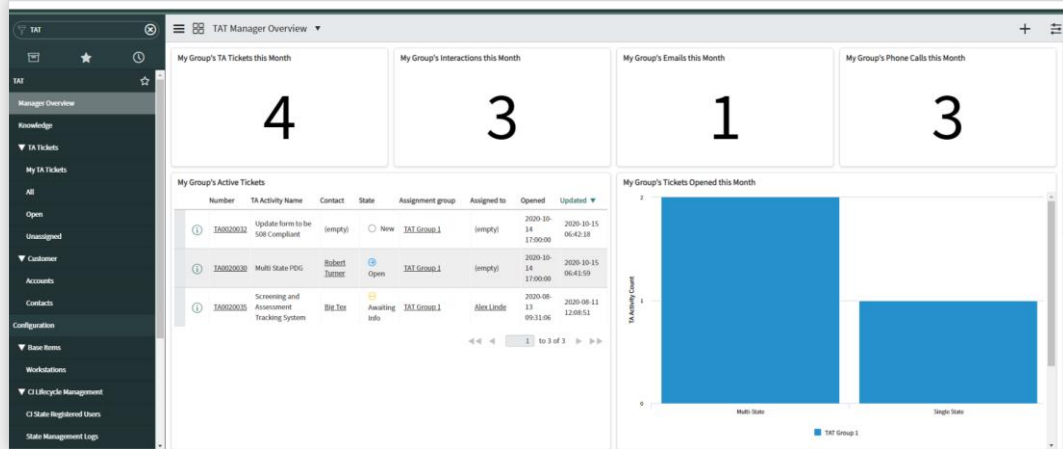 TAT
TAT Manager Overview
TAT
Manager Overview
Knowledge
TA Tickets
My TA Tickets
All
Open
Unassigned
Customer
Accounts
Contacts
Configuration
Base Items
Workstations
CI Lifecycle Management
CI State Registered Users
State Management Logs
My Group's TA Tickets this Month
4
My Group's Interactions this Month
3
My Group's Emails this Month
1
My Group's Phone Calls this Month
3
My Group's Active Tickets
Number TA Activity Name Contact State Assignment group Assigned to Opened Updated
TA0020032 Update form to be 508 Compliant (empty) New TAT Group 1 (empty) 2020-10-14 17:00:00 2020-10-15 06:42:18
TA0020030 Multi State PDG Robert Turner Open TAT Group 1 (empty) 2020-10-14 17:00:00 2020-10-15 06:41:59
TA0020035 Screening and Assessment Tracking System Big Tex Awaiting Info TAT Group 1 Alex Linde 2020-08-13 09:31:06 2020-08-11 12:08:51
1 to 3 of 3
My Group's Tickets Opened this Month
TA Activity Count
2
1
0
Multi-State
Single State
TAT Group 1